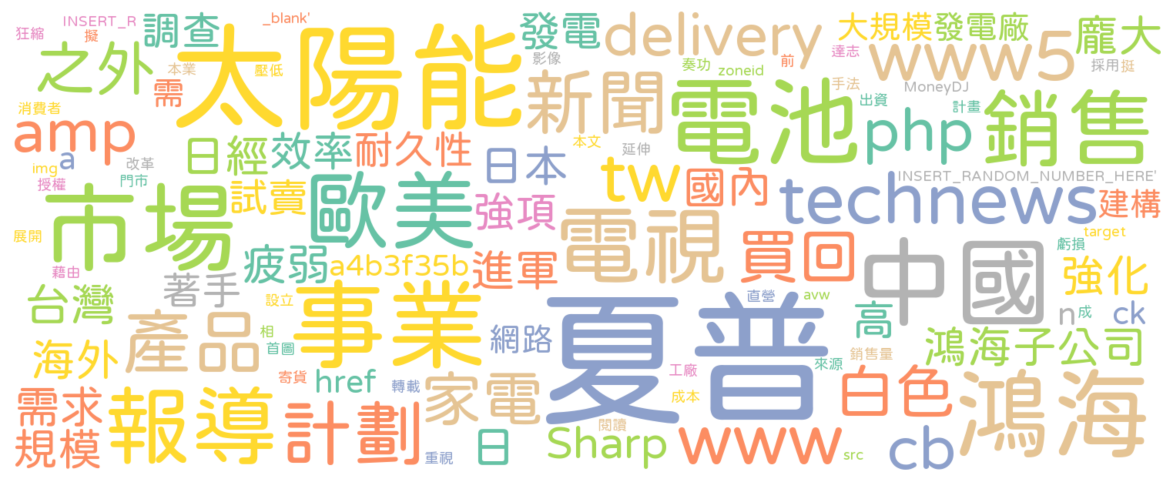 狂縮
INSERT_R
擬
_blank'
調查
太陽能
發電
delivery
大規模發電廠
龐大
之外
本業
壓低
影像
奏功
zoneid
前
www5
達志
採用
挺
需
消費者
新聞
電池
手法
MoneyDJ
出資
計畫
銷售
amp
a
日經
效率
耐久性
日本
本文
延伸
php
img
授權
改革
門市
試賣
歐美
強項
tw
國內
INSERT_RANDOM_NUMBER_HERE'
technews
建構
市場
展開
藉由
著手
疲弱
a4b3f35b
進軍
電視
買回
中國
虧損
target
強化
台灣
產品
設立
事業
相
首圖
網路
夏普
直營
avw
高
n
成
ck
海外
寄貨
href
轉載
家電
工廠
成本
來源
銷售量
鴻海子公司
需求
規模
報導
計劃
重視
日
閱讀
Sharp
www
白色
src
cb
鴻海